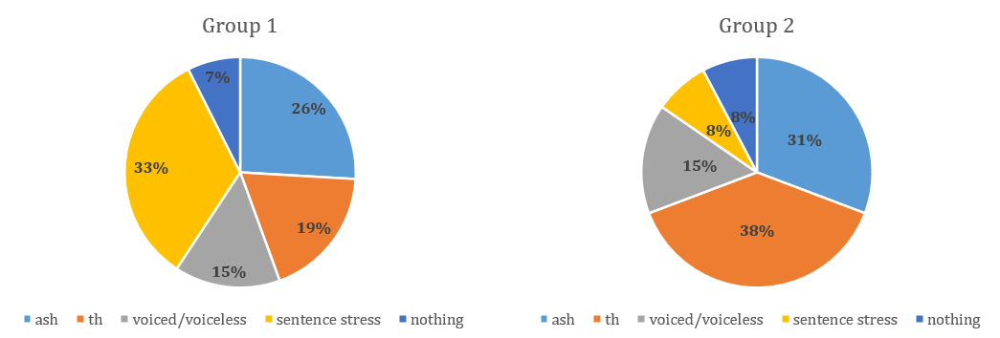 Group 1
7%
26%
33%
19%
15%
ash th voiced/voiceless sentence stress nothing
Group 2
8%
8%
31%
15%
38%
ash th voiced/voiceless sentence stress nothing